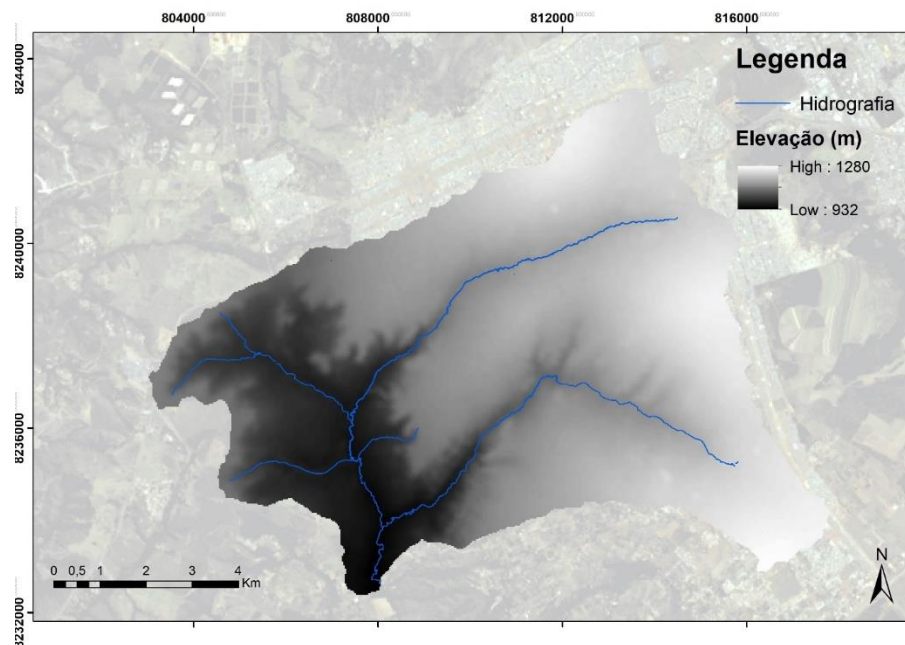 804000 808000 812000 816000
8244000
8240000
8236000
8232000
Legenda
Hidrografia
Elevação (m)
High : 1280
Low : 932
0 0,5 1 2 3 4
Km
N